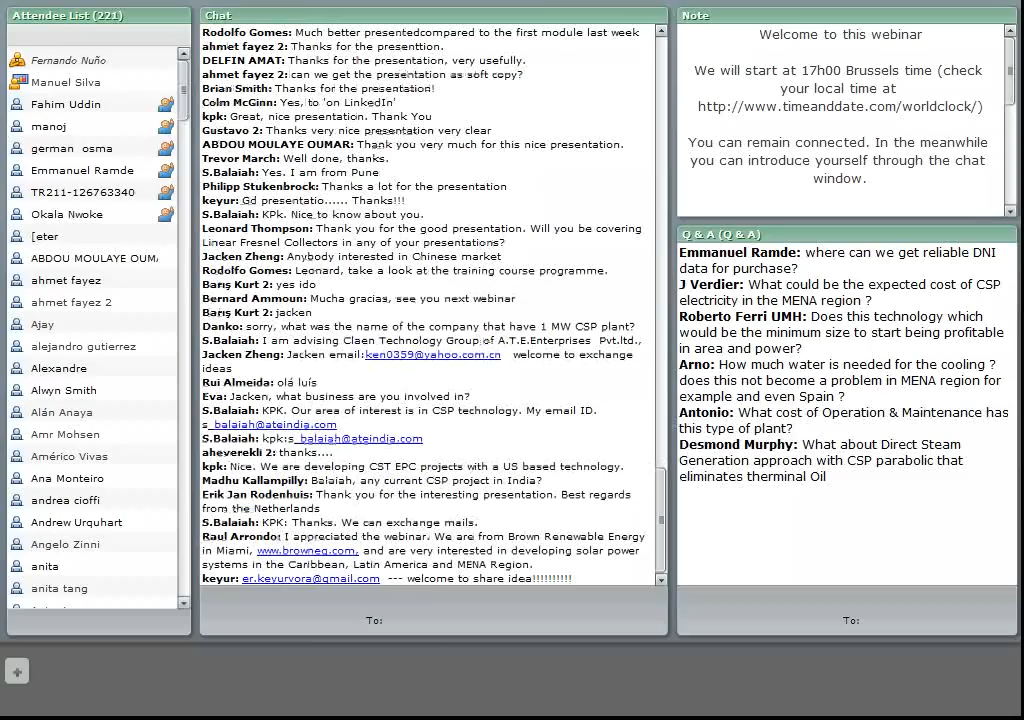 Attendee List (221)
Fernando Nuño
Manuel Silva
Fahim Uddin
manoj
german osma
Emmanuel Ramde
TR211-126763340
Okala Nwoke
[eter
ABDOU MOULAYE OUM
ahmet fayez
ahmet fayez 2
Ajay
alejandro gutierrez
Alexandre
Alwyn Smith
Alán Anaya
Amr Mohsen
Américo Vivas
Ana Monteiro
andrea cioffi
Andrew Urquhart
Angelo Zinni
anita
anita tang
Chat
Rodolfo Gomes: Much better presentedcompared to the first module last week
ahmet fayez 2: Thanks for the presenttion.
DELFIN AMAT: Thanks for the presentation, very usefully.
ahmet fayez 2: can we get the presentation as soft copy?
Brian Smith: Thanks for the presentation!
Colm McGinn: Yes, to 'on LinkedIn'
kpk: Great, nice presentation. Thank You
Gustavo 2: Thanks very nice presentation very clear
ABDOU MOULAYE OUMAR: Thank you very much for this nice presentation.
Trevor March: Well done, thanks.
S.Balaiah: Yes. I am from Pune
Philipp Stukenbrock: Thanks a lot for the presentation
keyur: Gd presentatio...... Thanks!!!
S.Balaiah: KPk. Nice to know about you.
Leonard Thompson: Thank you for the good presentation. Will you be covering
Linear Fresnel Collectors in any of your presentations?
Jacken Zheng: Anybody interested in Chinese market
Rodolfo Gomes: Leonard, take a look at the training course programme.
Barış Kurt 2: yes ido
Bernard Ammoun: Mucha gracias, see you next webinar
Barış Kurt 2: jacken
Danko: sorry, what was the name of the company that have 1 MW CSP plant?
S.Balaiah: I am advising Claen Technology Group of A.T.E.Enterprises Pvt.ltd.,
Jacken Zheng: Jacken email:ken0359@yahoo.com.cn welcome to exchange
ideas
Rui Almeida: olá luís
Eva: Jacken, what business are you involved in?
S.Balaiah: KPK. Our area of interest is in CSP technology. My email ID.
s_balaiah@ateindia.com
S.Balaiah: kpk:s_balaiah@ateindia.com
aheverekli 2: thanks....
kpk: Nice. We are developing CST EPC projects with a US based technology.
Madhu Kallampilly: Balaiah, any current CSP project in India?
Erik Jan Rodenhuis: Thank you for the interesting presentation. Best regards
from the Netherlands
S.Balaiah: KPK: Thanks. We can exchange mails.
Raul Arrondo: I appreciated the webinar. We are from Brown Renewable Energy
in Miami, www.browneg.com, and are very interested in developing solar power
systems in the Caribbean, Latin America and MENA Region.
keyur: er.keyurvora@gmail.com --- welcome to share idea!!!!!!!!!!
To:
Note
Welcome to this webinar
We will start at 17h00 Brussels time (check
your local time at
http://www.timeanddate.com/worldclock/)
You can remain connected. In the meanwhile
you can introduce yourself through the chat
window.
Q & A (Q & A)
Emmanuel Ramde: where can we get reliable DNI
data for purchase?
J Verdier: What could be the expected cost of CSP
electricity in the MENA region ?
Roberto Ferri UMH: Does this technology which
would be the minimum size to start being profitable
in area and power?
Arno: How much water is needed for the cooling ?
does this not become a problem in MENA region for
example and even Spain ?
Antonio: What cost of Operation & Maintenance has
this type of plant?
Desmond Murphy: What about Direct Steam
Generation approach with CSP parabolic that
eliminates therminal Oil
To: